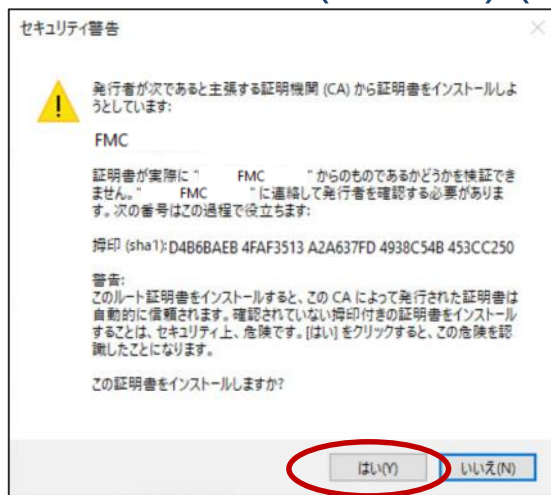 セキュリティ警告
発行者が次であると主張する証明機関 (CA) から証明書をインストールしよ
うとしています:
FMC
証明書が実際に " FMC " からのものであるかどうかを検証でき
ません。" FMC " に連絡して発行者を確認する必要がありま
す。次の番号はこの過程で役立ちます:
拇印 (sha1): D4B6BAEB 4FAF3513 A2A637FD 4938C54B 453CC250
警告:
このルート証明書をインストールすると、この CA によって発行された証明書は
自動的に信頼されます。確認されていない拇印付きの証明書をインストール
することは、セキュリティ上、危険です。[はい] をクリックすると、この危険を認
識したことになります。
この証明書をインストールしますか?
はい(Y) いいえ(N)